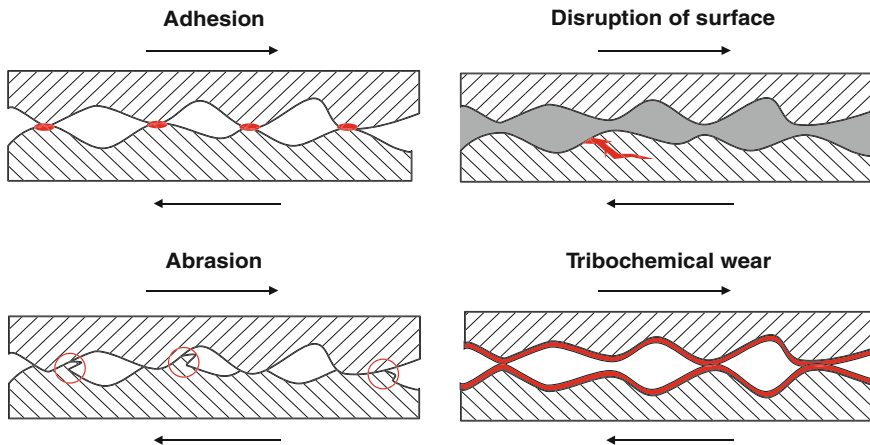 Adhesion
Disruption of surface
Abrasion
Tribochemical wear